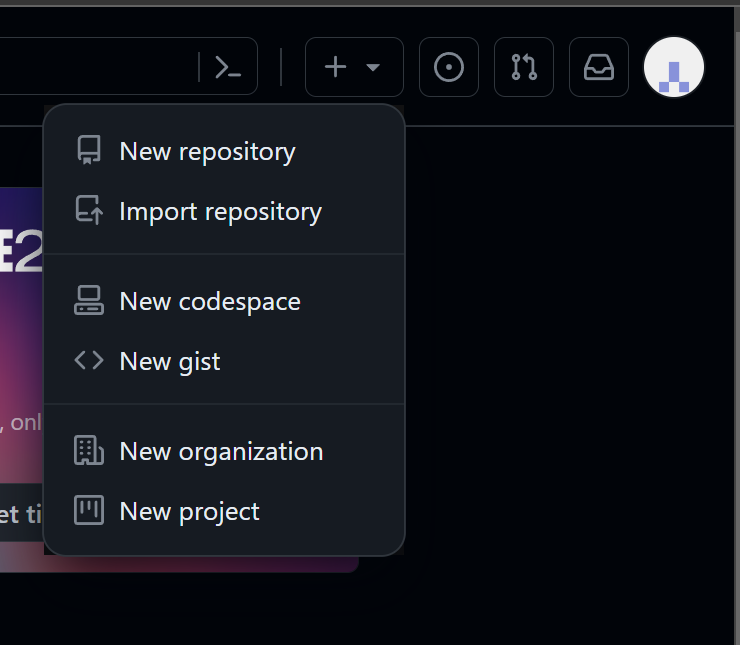 New repository
Import repository
E2
New codespace
New gist
, onl
New organization
New project
et ti